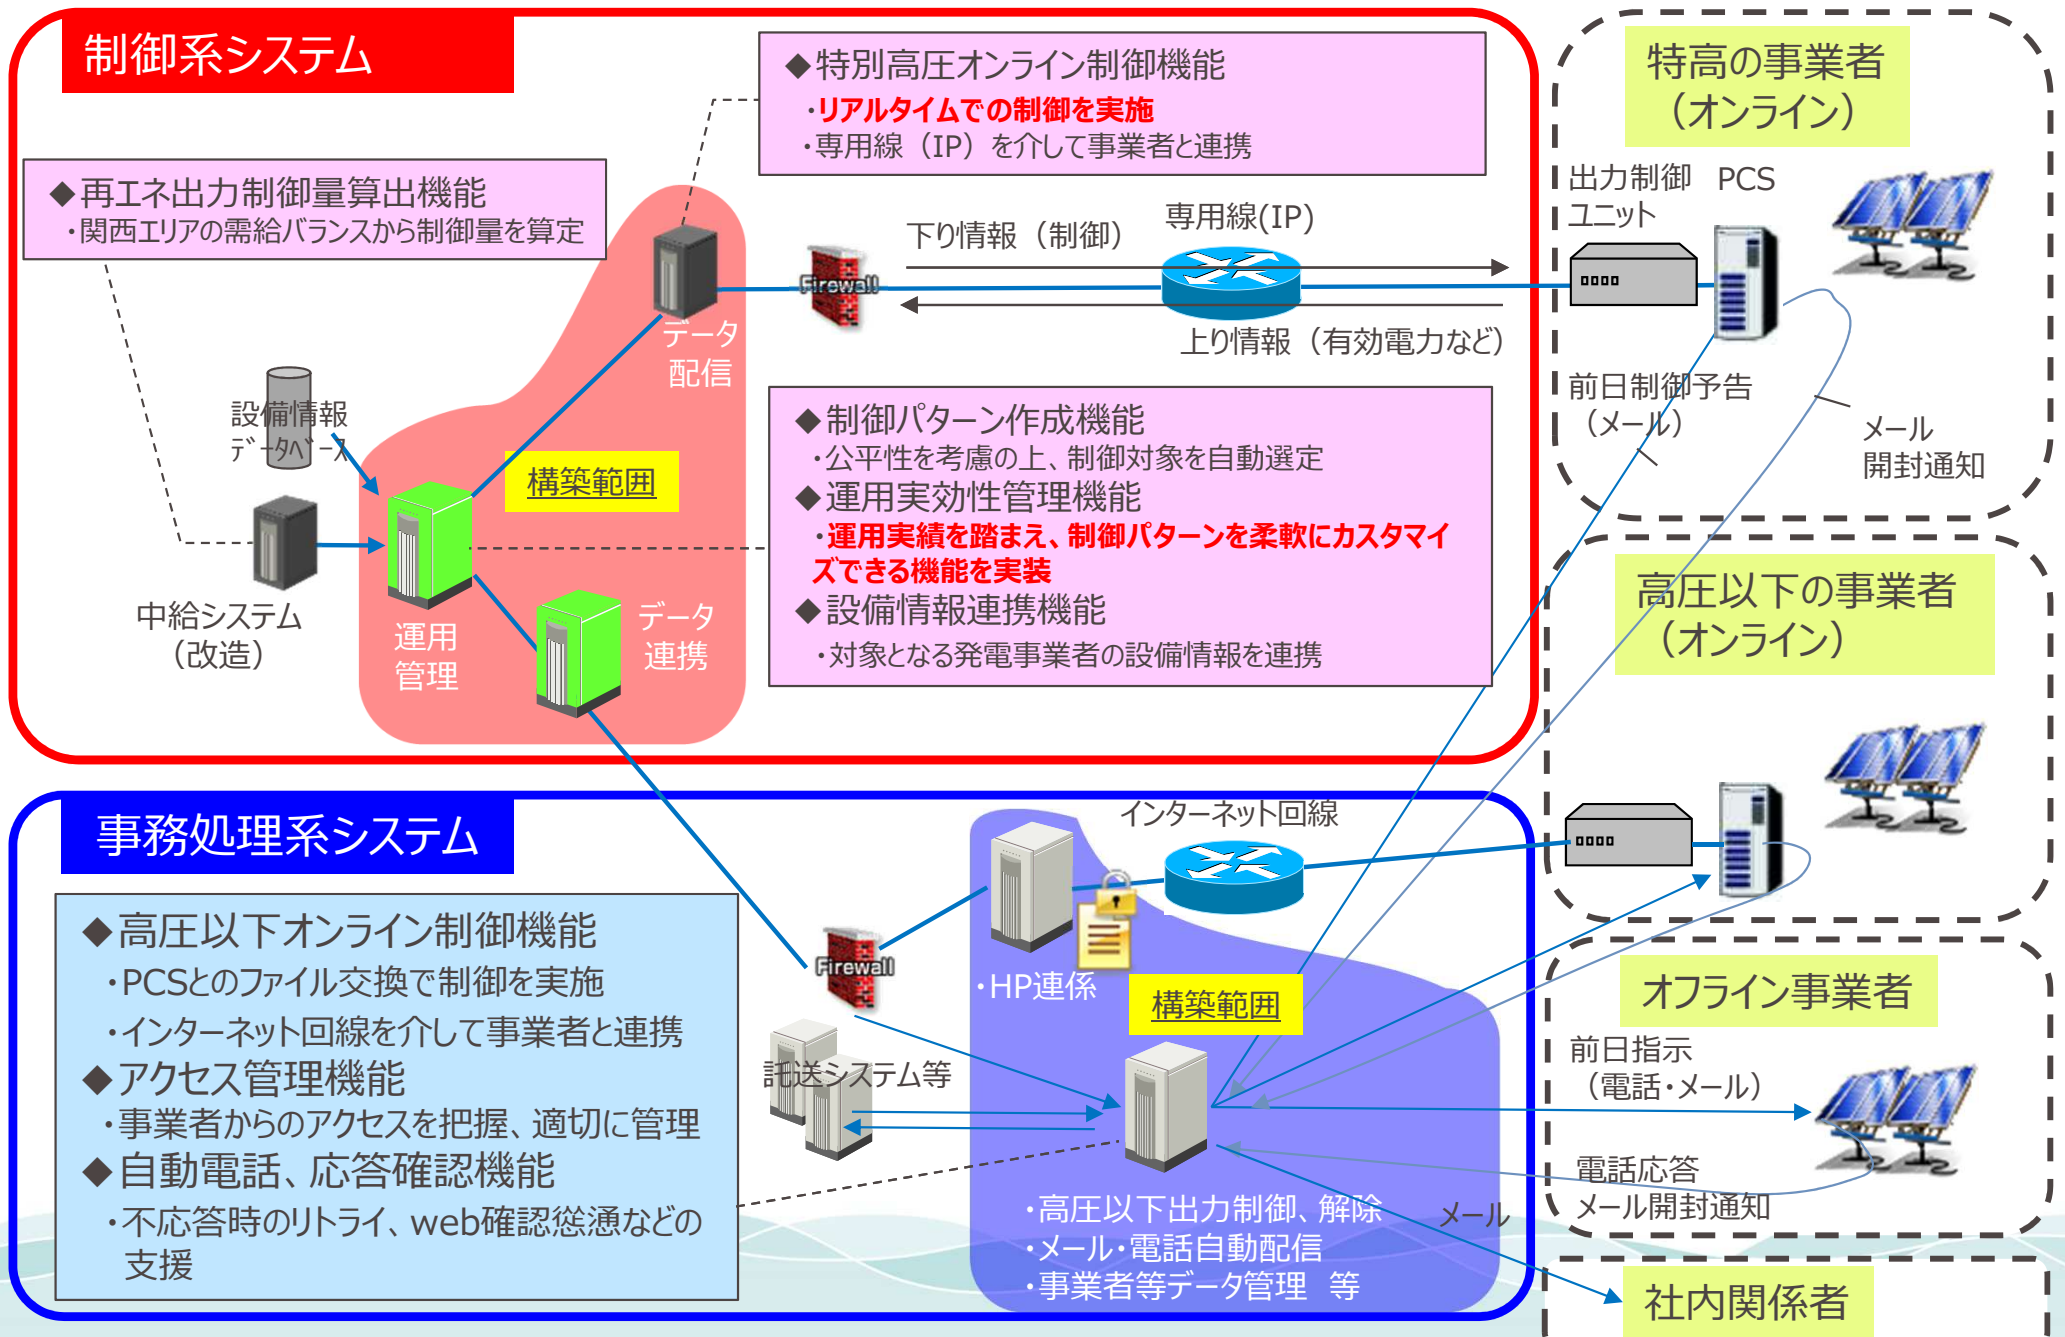 制御系システム
◆特別高圧オンライン制御機能
・リアルタイムでの制御を実施
・専用線（IP）を介して事業者と連携
◆再エネ出力制御量算出機能
・関西エリアの需給バランスから制御量を算定
下り情報（制御）
専用線(IP)
Firewall
上り情報（有効電力など）
データ
配信
設備情報
ﾃﾞｰﾀﾍﾞｰｽ
構築範囲
中給システム
（改造）
運用
管理
データ
連携
◆制御パターン作成機能
・公平性を考慮の上、制御対象を自動選定
◆運用実効性管理機能
・運用実績を踏まえ、制御パターンを柔軟にカスタマイ
ズできる機能を実装
◆設備情報連携機能
・対象となる発電事業者の設備情報を連携
特高の事業者
（オンライン）
出力制御
ユニット
PCS
前日制御予告
（メール）
メール
開封通知
高圧以下の事業者
（オンライン）
事務処理系システム
◆高圧以下オンライン制御機能
・PCSとのファイル交換で制御を実施
・インターネット回線を介して事業者と連携
◆アクセス管理機能
・事業者からのアクセスを把握、適切に管理
◆自動電話、応答確認機能
・不応答時のリトライ、web確認慫慂などの
支援
インターネット回線
Firewall
・HP連係
構築範囲
託送システム等
・高圧以下出力制御、解除
・メール・電話自動配信
・事業者等データ管理　等
メール
オフライン事業者
前日指示
（電話・メール）
電話応答
メール開封通知
社内関係者